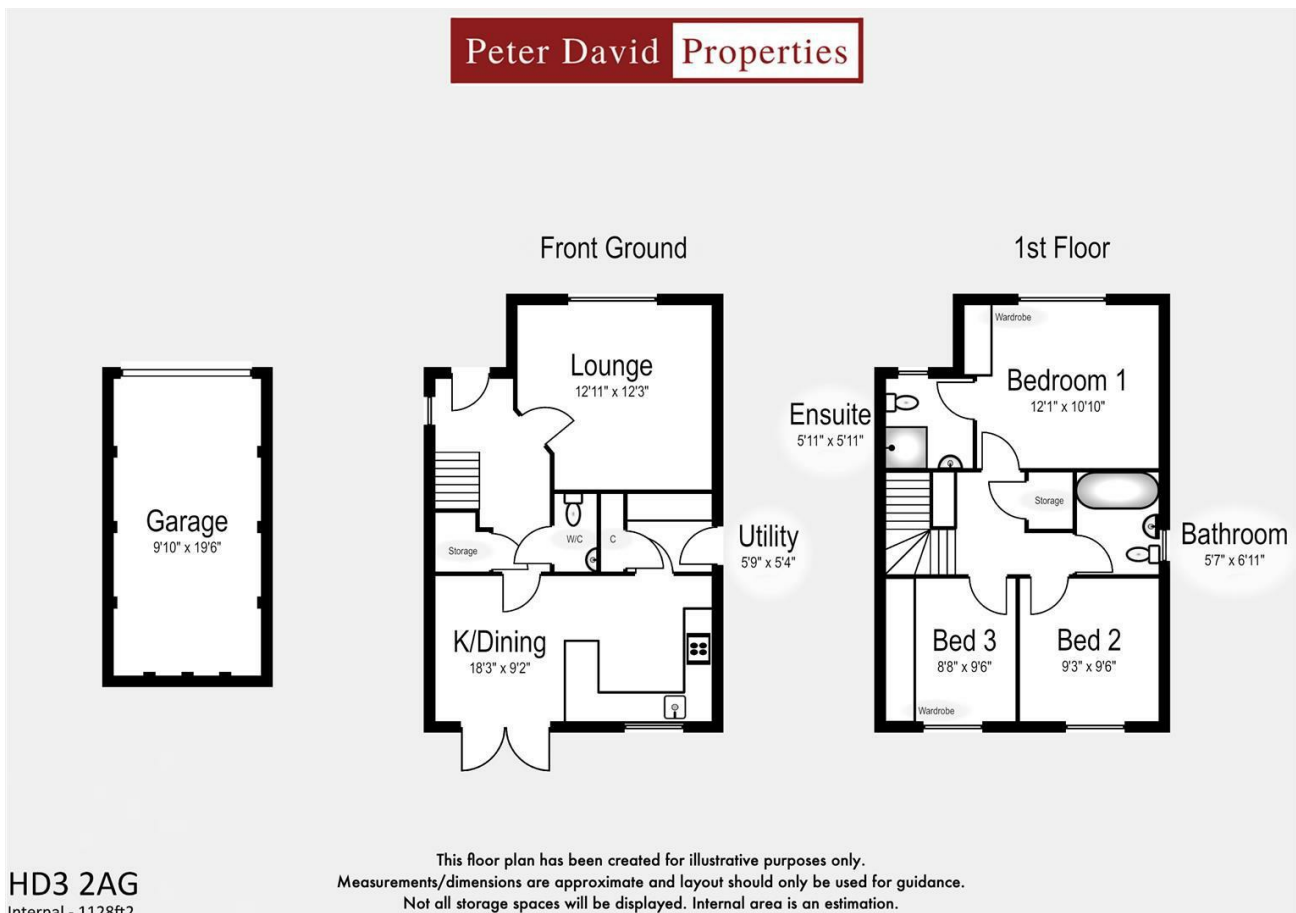 Peter David Properties
Front Ground
1st Floor
Wardrobe
Lounge
12'11" x 12'3"
Bedroom 1
12'1" x 10'10"
Ensuite
5'11" x 5'11"
Garage
9'10" x 19'6"
Storage
W/C
C
Utility
5'9" x 5'4"
Storage
Bathroom
5'7" x 6'11"
K/Dining
18'3" x 9'2"
Bed 3
8'8" x 9'6"
Bed 2
9'3" x 9'6"
Wardrobe
This floor plan has been created for illustrative purposes only.
Measurements/dimensions are approximate and layout should only be used for guidance.
Not all storage spaces will be displayed. Internal area is an estimation.
HD3 2AG
Internal - 1128ft2